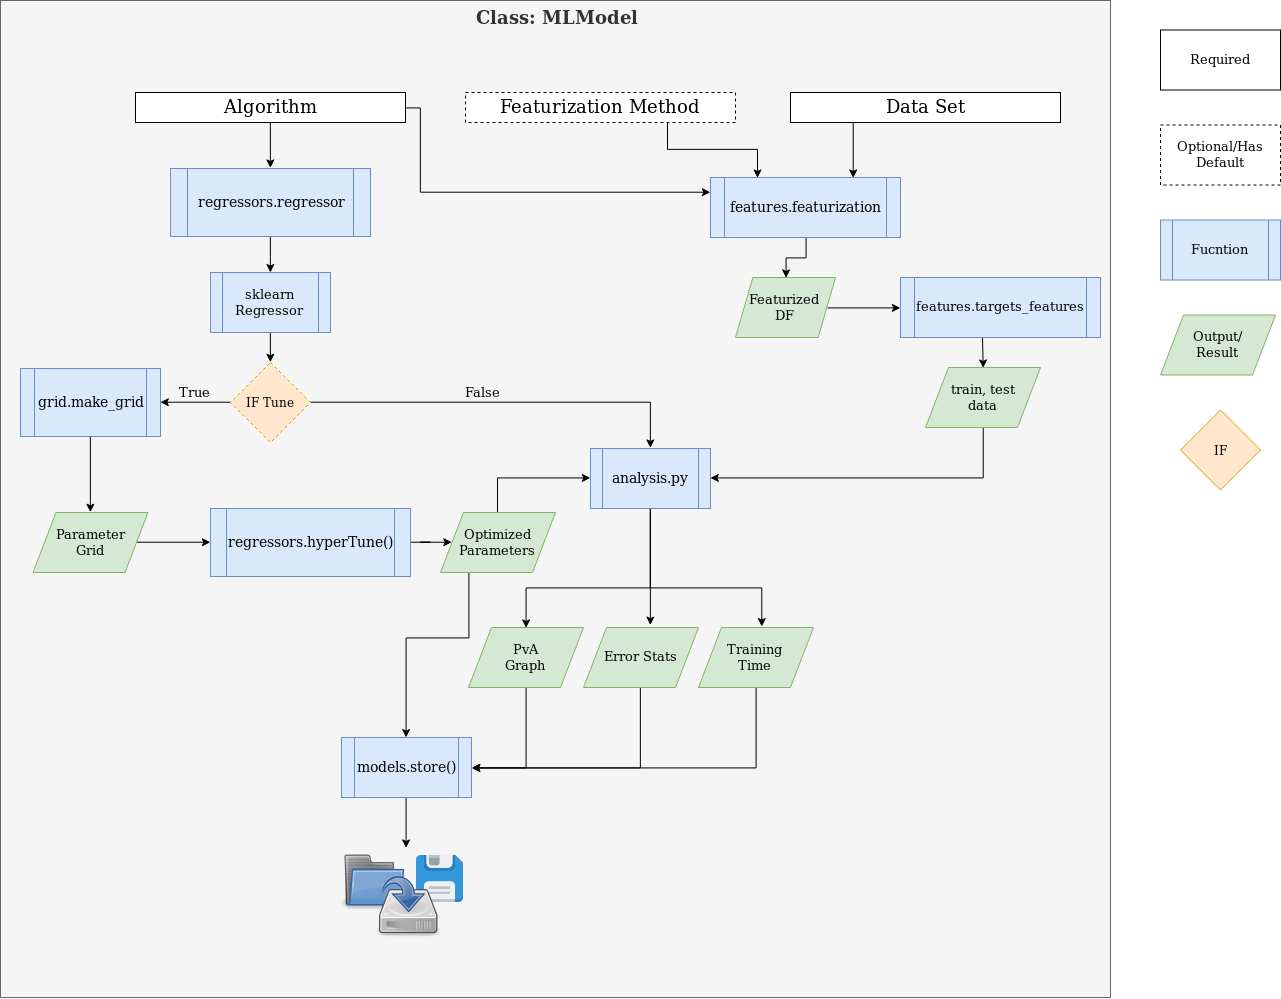 Class: MLModel
Algorithm
Featurization Method
Data Set
regressors.regressor
features.featurization
sklearn
Regressor
Featurized
DF
features.targets_features
grid.make_grid
True
IF Tune
False
train, test
data
analysis.py
Parameter
Grid
regressors.hyperTune()
Optimized
Parameters
PvA
Graph
Error Stats
Training
Time
models.store()
Required
Optional/Has
Default
Fucntion
Output/
Result
IF